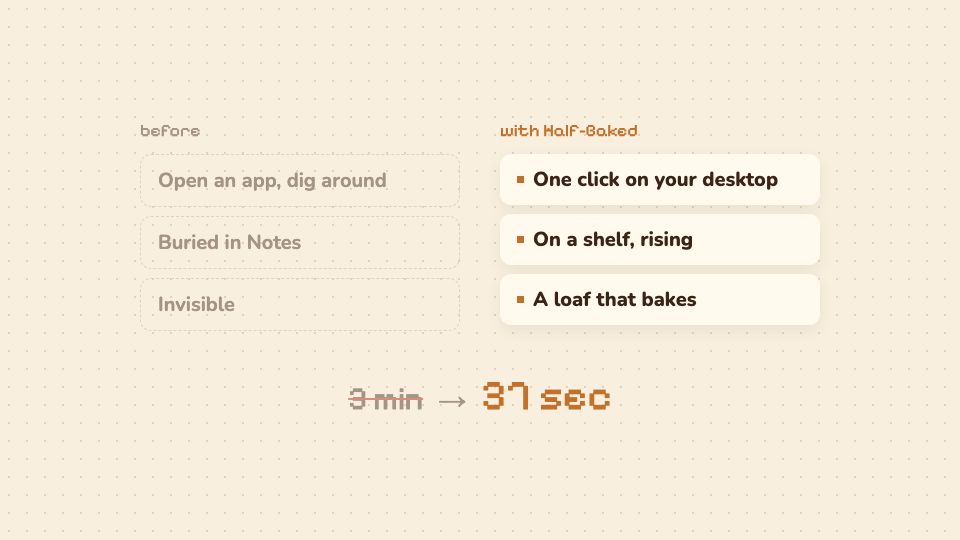 before
Open an app, dig around
Buried in Notes
Invisible
with Half-Baked
One click on your desktop
On a shelf, rising
A loaf that bakes
3 min → 37 sec